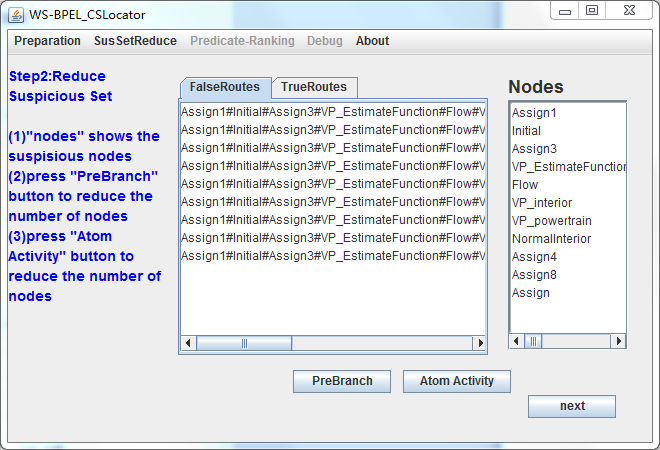 WS-BPEL_CSLocator
Preparation SusSetReduce Predicate-Ranking Debug About
Step2:Reduce
Suspicious Set
(1)"nodes" shows the
suspisious nodes
(2)press "PreBranch"
button to reduce the
number of nodes
(3)press "Atom
Activity" button to
reduce the number of
nodes
FalseRoutes TrueRoutes
Assign1#Initial#Assign3#VP_EstimateFunction#Flow#V
Assign1#Initial#Assign3#VP_EstimateFunction#Flow#V
Assign1#Initial#Assign3#VP_EstimateFunction#Flow#V
Assign1#Initial#Assign3#VP_EstimateFunction#Flow#V
Assign1#Initial#Assign3#VP_EstimateFunction#Flow#V
Assign1#Initial#Assign3#VP_EstimateFunction#Flow#V
Assign1#Initial#Assign3#VP_EstimateFunction#Flow#V
Assign1#Initial#Assign3#VP_EstimateFunction#Flow#V
Assign1#Initial#Assign3#VP_EstimateFunction#Flow#V
Nodes
Assign1
Initial
Assign3
VP_EstimateFunction
Flow
VP_interior
VP_powertrain
NormalInterior
Assign4
Assign8
Assign
PreBranch Atom Activity
next